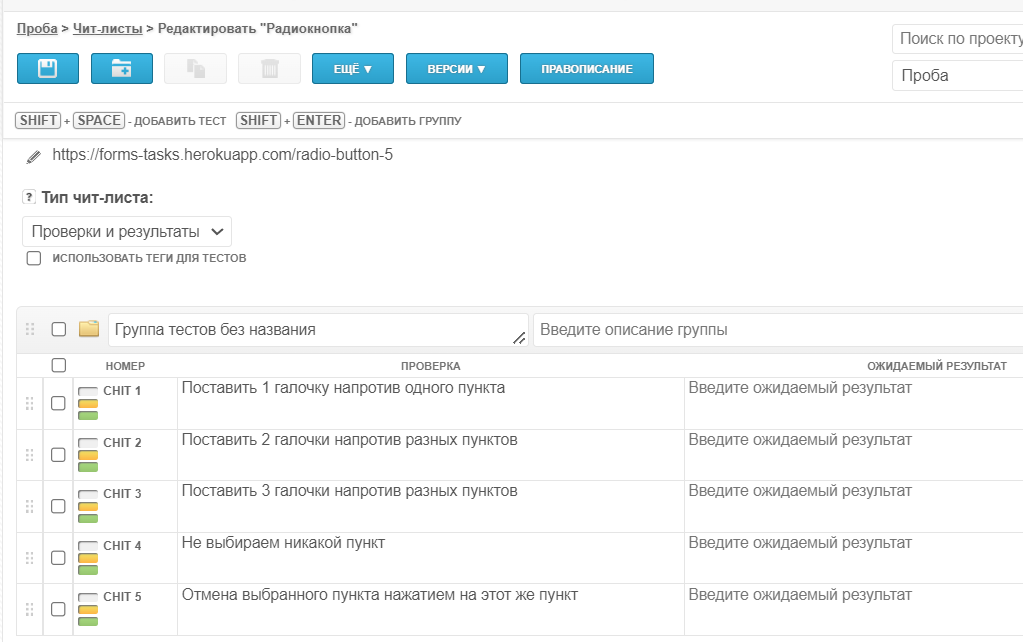 Проба > Чит-листы > Редактировать "Радиокнопка"
Поиск по проекту
ЕЩЁ ▼ ВЕРСИИ ▼ ПРАВОПИСАНИЕ
Проба
SHIFT + SPACE - ДОБАВИТЬ ТЕСТ SHIFT + ENTER - ДОБАВИТЬ ГРУППУ
https://forms-tasks.herokuapp.com/radio-button-5
? Тип чит-листа:
Проверки и результаты
ИСПОЛЬЗОВАТЬ ТЕГИ ДЛЯ ТЕСТОВ
Группа тестов без названия Введите описание группы
НОМЕР ПРОВЕРКА ОЖИДАЕМЫЙ РЕЗУЛЬТАТ
CHIT 1 Поставить 1 галочку напротив одного пункта Введите ожидаемый результат
CHIT 2 Поставить 2 галочки напротив разных пунктов Введите ожидаемый результат
CHIT 3 Поставить 3 галочки напротив разных пунктов Введите ожидаемый результат
CHIT 4 Не выбираем никакой пункт Введите ожидаемый результат
CHIT 5 Отмена выбранного пункта нажатием на этот же пункт Введите ожидаемый результат